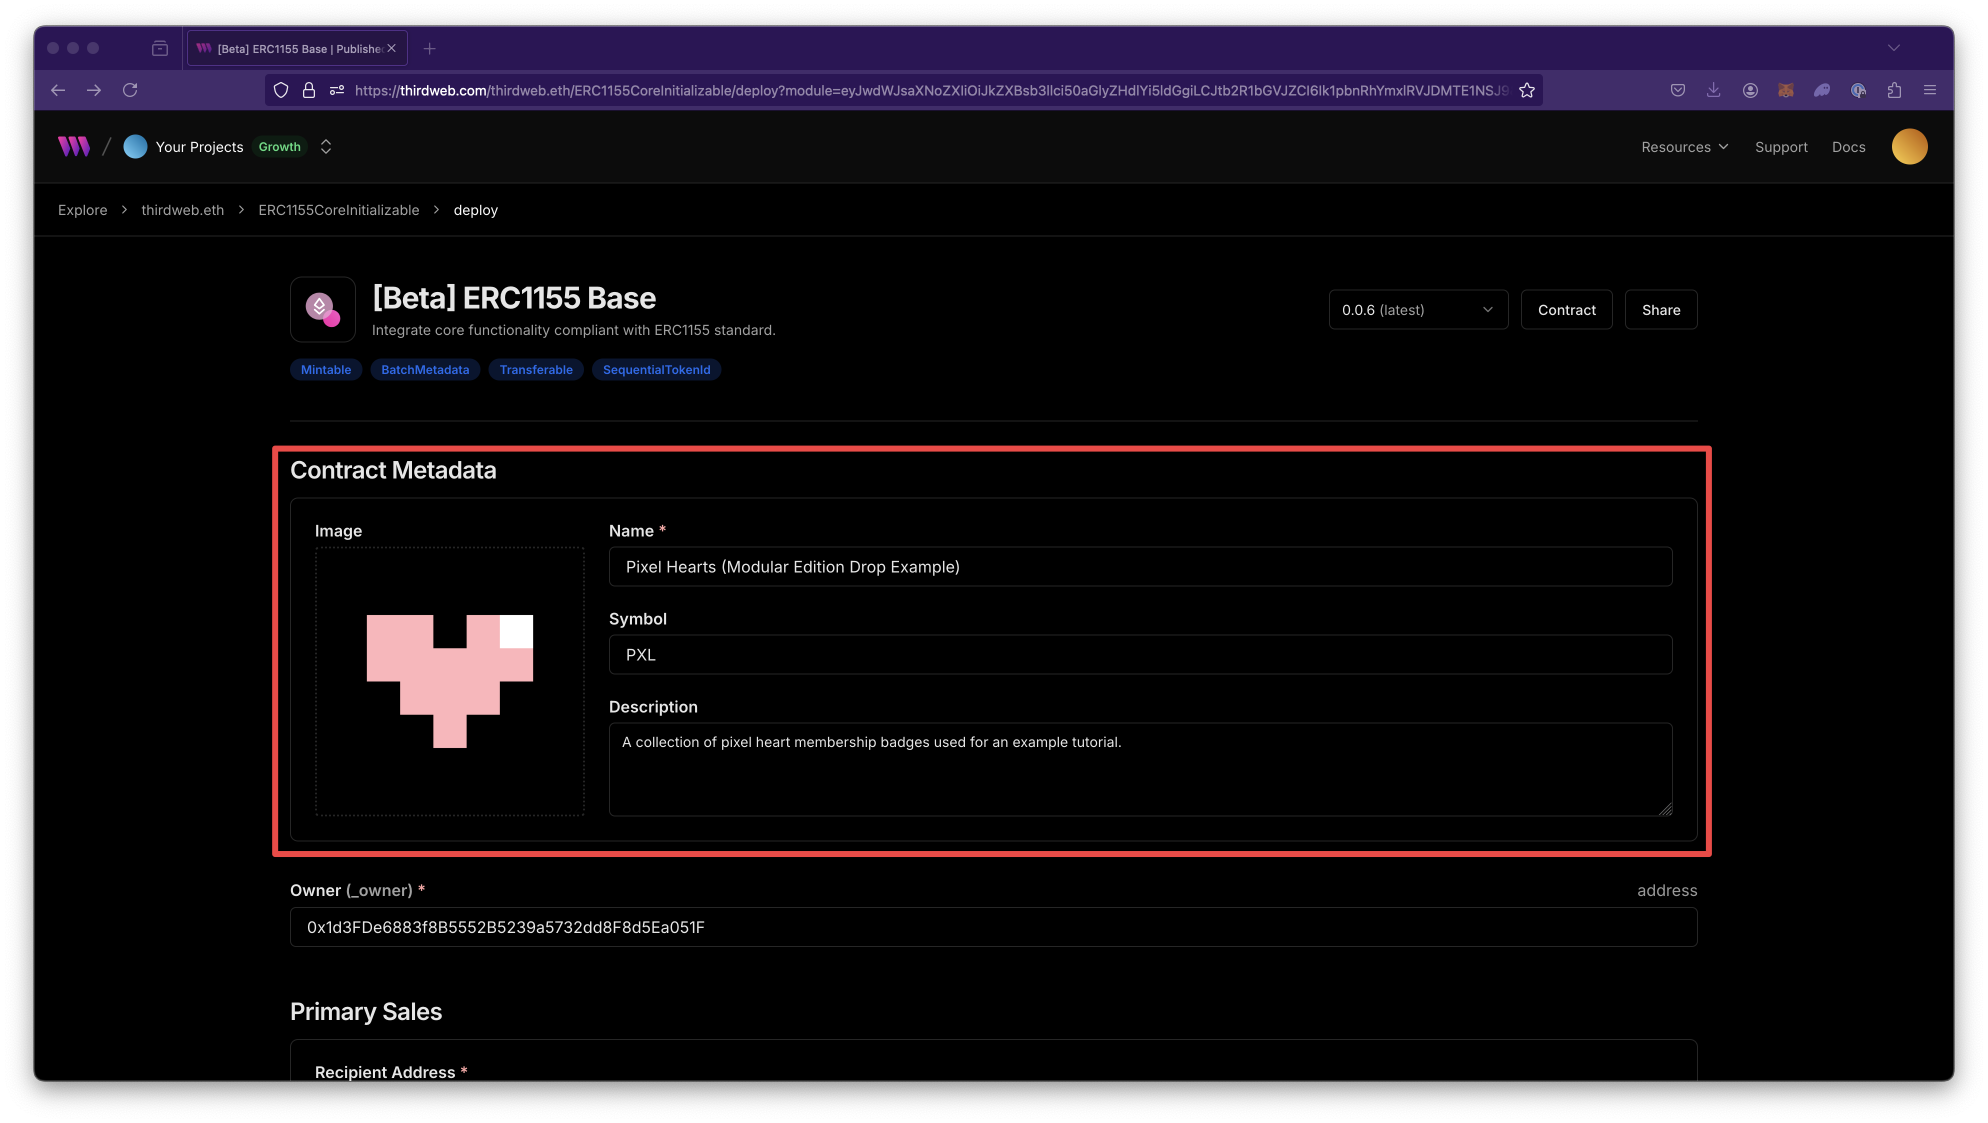 [Beta] ERC1155 Base | Publishe
https://thirdweb.com/thirdweb.eth/ERC1155CoreInitializable/deploy?module=
Your Projects Growth
Resources Support Docs
Explore > thirdweb.eth > ERC1155CoreInitializable > deploy
[Beta] ERC1155 Base
Integrate core functionality compliant with ERC1155 standard.
0.0.6 (latest) Contract Share
Mintable BatchMetadata Transferable SequentialTokenId
Contract Metadata
Image
Name *
Pixel Hearts (Modular Edition Drop Example)
Symbol
PXL
Description
A collection of pixel heart membership badges used for an example tutorial.
Owner (_owner) * address
0x1d3FDe6883f8B5552B5239a5732dd8F8d5Ea051F
Primary Sales
Recipient Address *